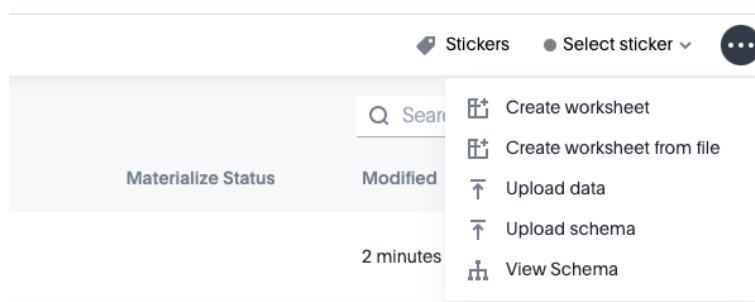 Stickers Select sticker
Create worksheet
Create worksheet from file
Upload data
Upload schema
View Schema
Materialize Status Modified
2 minutes